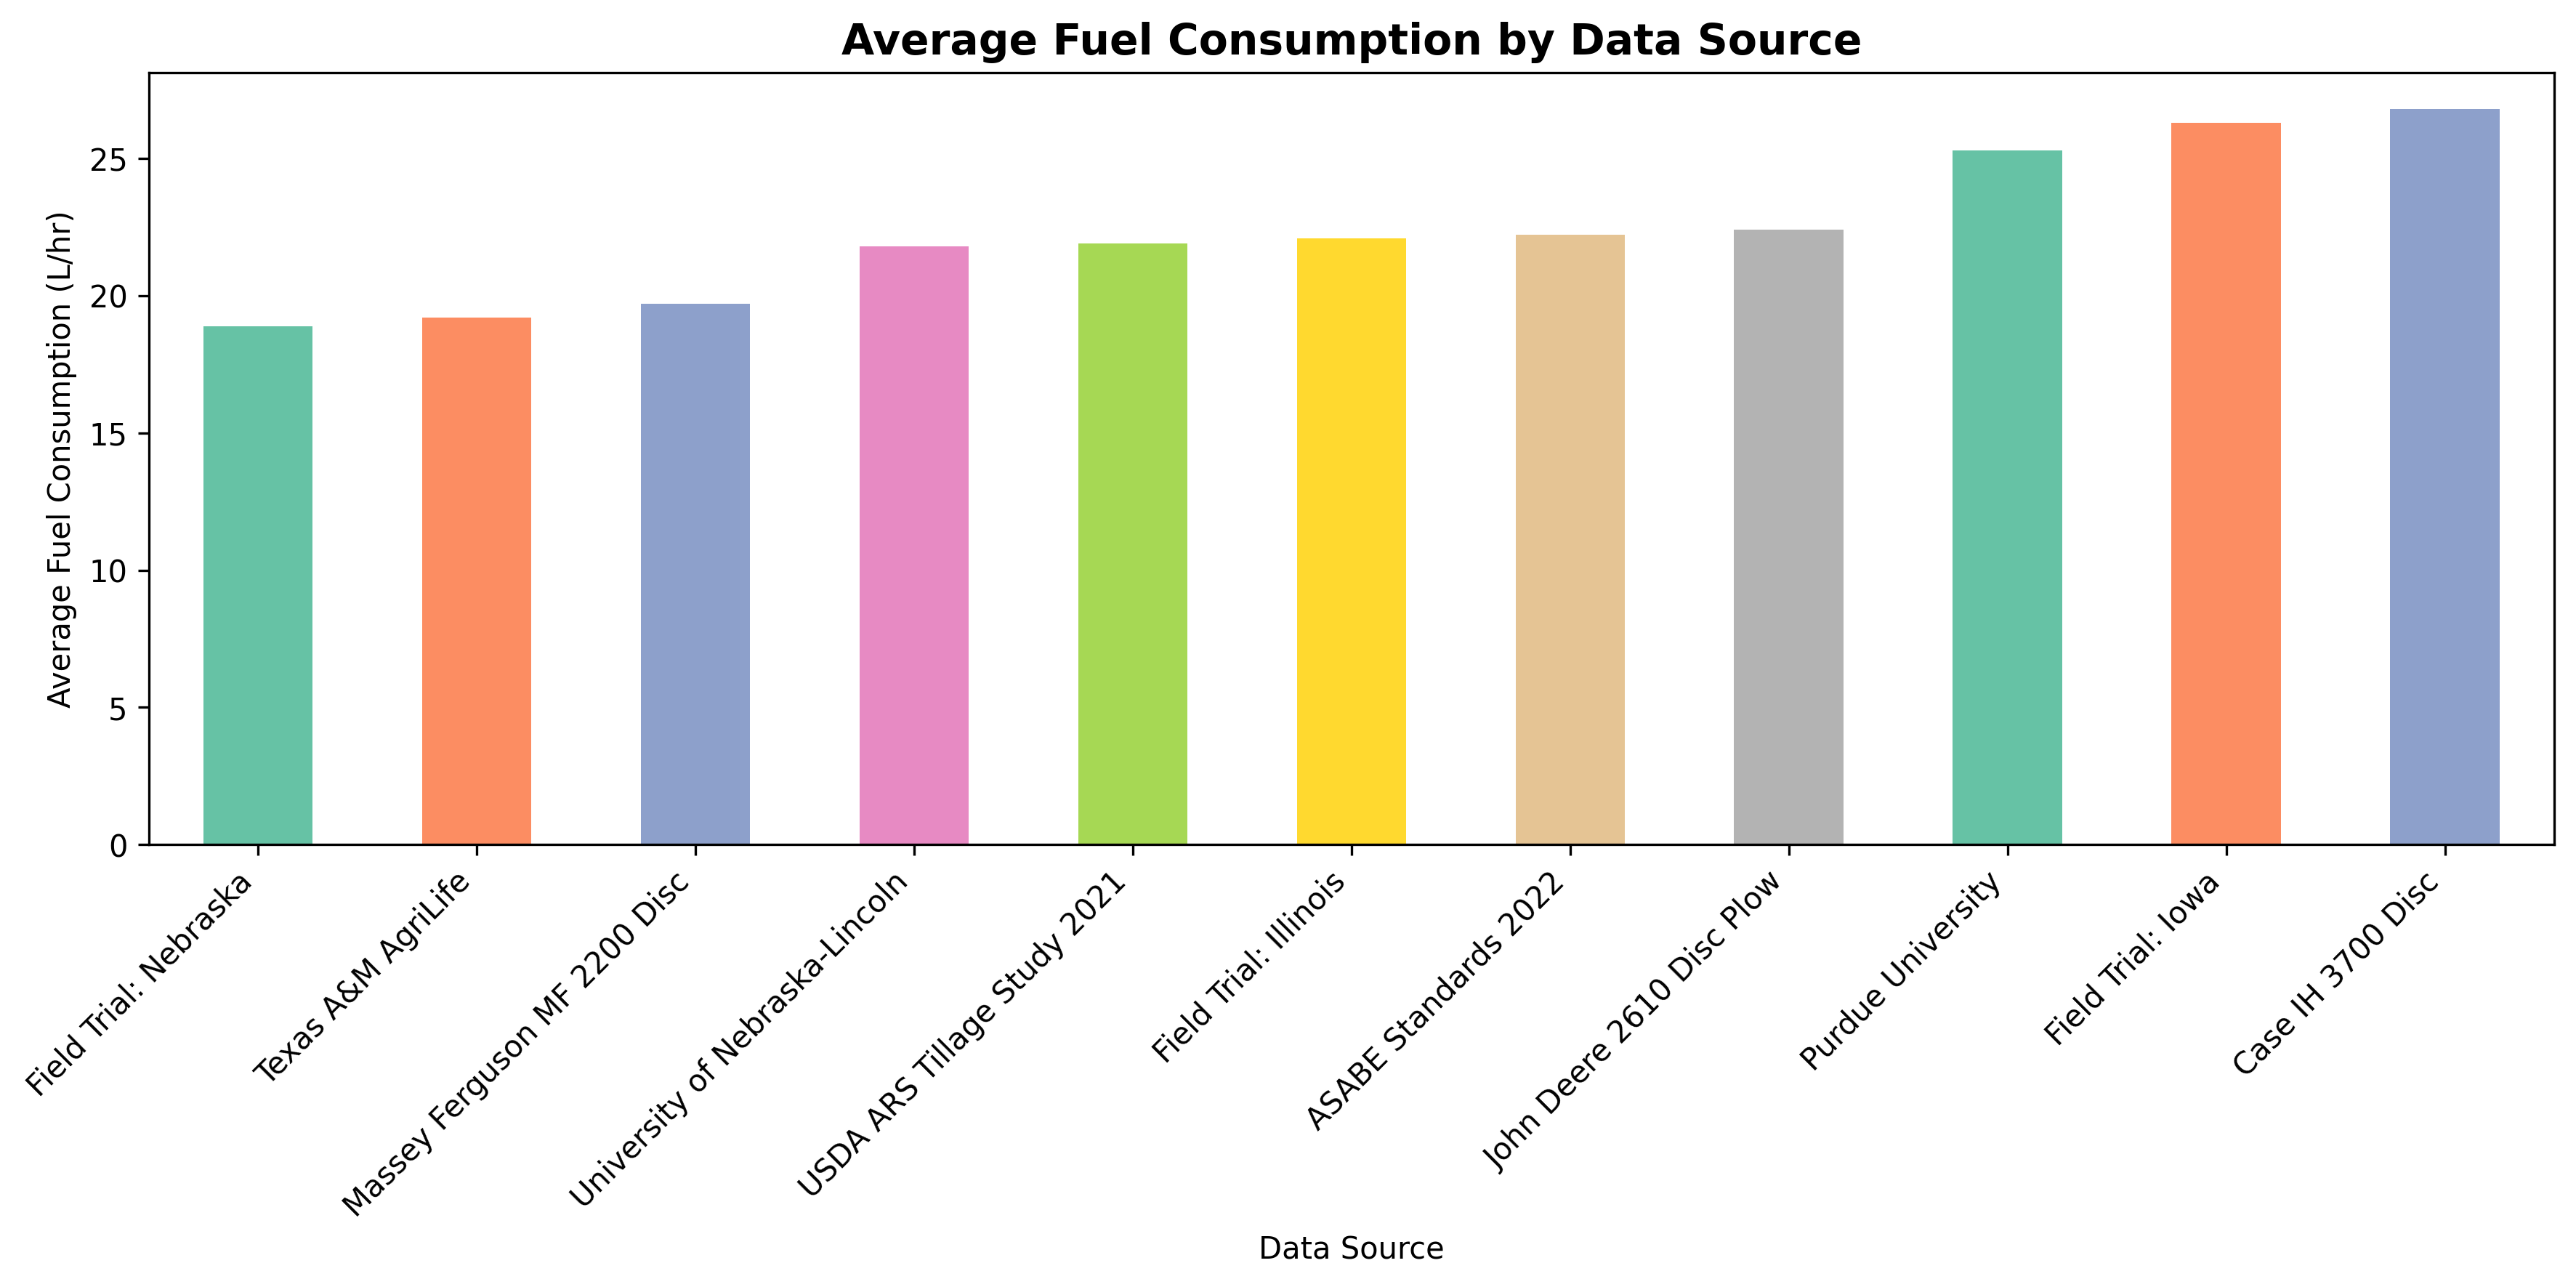 Average Fuel Consumption by Data Source
Average Fuel Consumption (L/hr)
25
20
15
10
5
0
Field Trial: Nebraska
Texas A&M AgriLife
Massey Ferguson MF 2200 Disc
University of Nebraska-Lincoln
USDA ARS Tillage Study 2021
Field Trial: Illinois
ASABE Standards 2022
John Deere 2610 Disc Plow
Purdue University
Field Trial: Iowa
Case IH 3700 Disc
Data Source